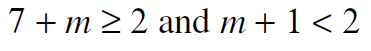 7 + m ≥ 2 and m + 1 < 2